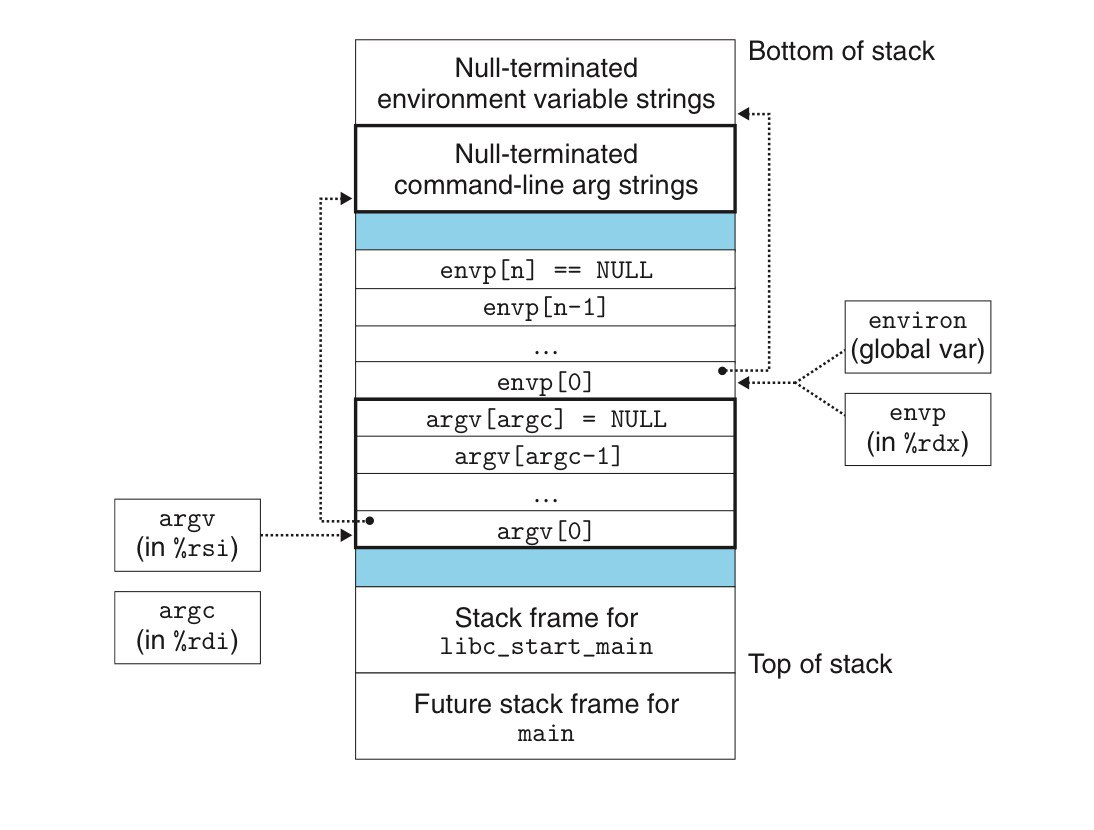 Bottom of stack
Null-terminated
environment variable strings
Null-terminated
command-line arg strings
envp[n] == NULL
envp[n-1]
...
envp[0]
environ
(global var)
envp
(in %rdx)
argv[argc] = NULL
argv[argc-1]
...
argv[0]
argv
(in %rsi)
argc
(in %rdi)
Stack frame for
libc_start_main
Top of stack
Future stack frame for
main